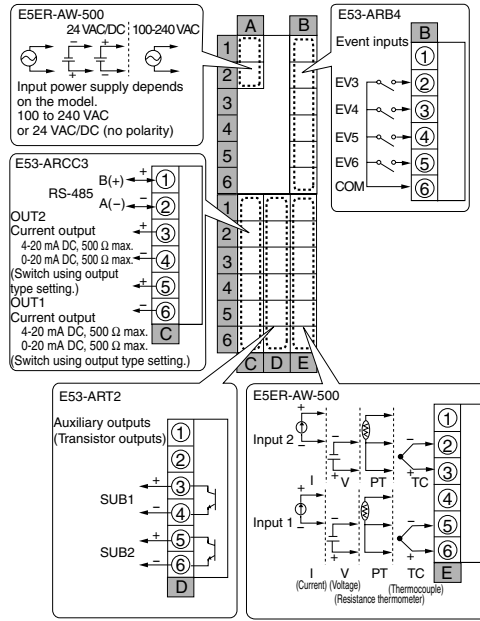 E5ER-AW-500
24 VAC/DC 100-240 VAC
Input power supply depends
on the model.
100 to 240 VAC
or 24 VAC/DC (no polarity)
A
B
1
2
3
4
5
6
1
2
3
4
5
6
C D E
E53-ARB4
Event inputs
B
1
EV3 2
EV4 3
EV5 4
EV6 5
COM 6
E53-ARCC3
B(+) + 1
RS-485
A(−) − 2
OUT2
+ 3
Current output
4-20 mA DC, 500 Ω max.
0-20 mA DC, 500 Ω max. − 4
(Switch using output
type setting.) + 5
OUT1
− 6
Current output
4-20 mA DC, 500 Ω max. C
0-20 mA DC, 500 Ω max.
(Switch using output type setting.)
E53-ART2
Auxiliary outputs
(Transistor outputs)
1
2
+ 3
SUB1
− 4
+ 5
SUB2
− 6
D
E5ER-AW-500
+
Input 2
−
−
+
−
+
I V PT TC
+
Input 1
−
−
+
−
+
I V PT TC
(Current) (Voltage) (Thermocouple)
(Resistance thermometer)
1
2
3
4
5
6
E